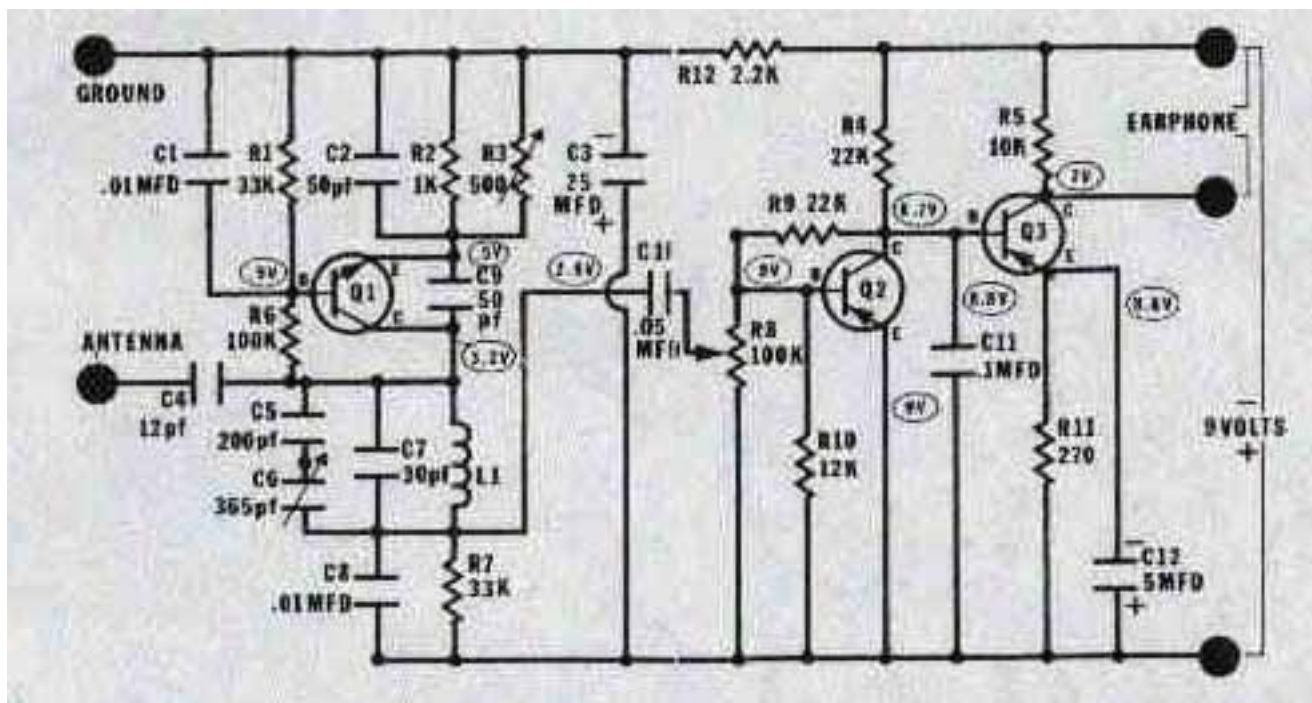 GROUND
R12 2.2K
EARPHONE
C1
.01MFD
R1
33K
C2
50pf
R2
1K
R3
500
C3
25
MFD
−
+
R4
22K
R5
10K
R9 22K
B
E
C
Q1
C9
50
pf
.05
MFD
R8
100K
B
Q2
C
E
Q3
C
E
9V
C11
.1MFD
R6
100K
3.2V
ANTENNA
C4
12pf
C5
200pf
C6
365pf
C7
30pf
L1
C8
.01MFD
R7
33K
R10
12K
R11
270
C12
5MFD
−
+
−
9VOLTS
+